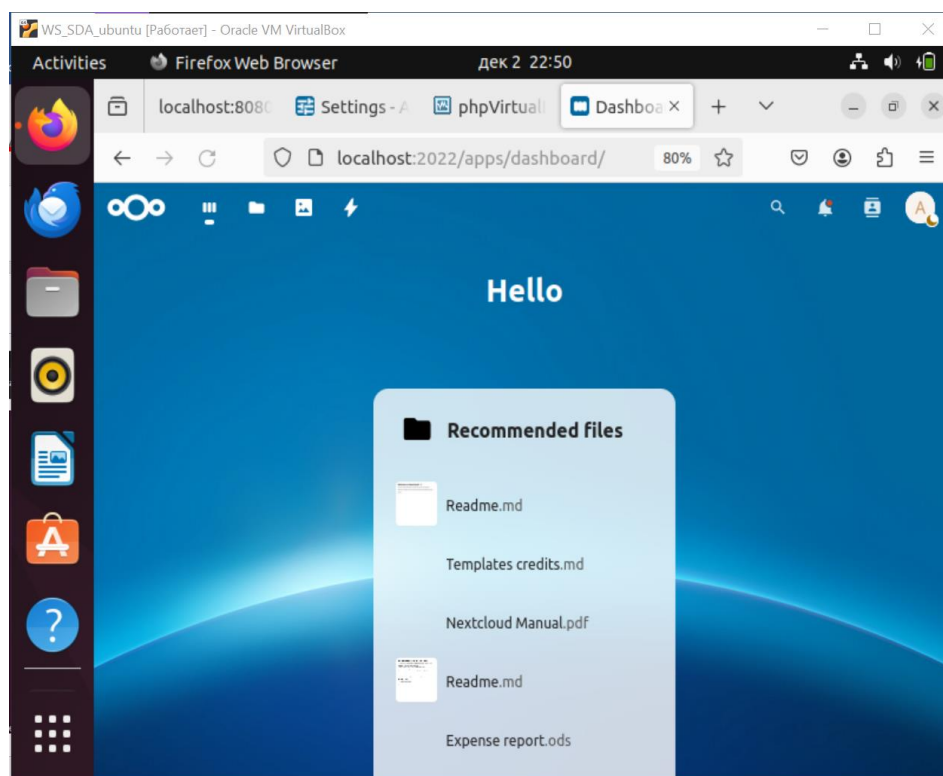 WS_SDA_ubuntu [Работает] - Oracle VM VirtualBox
Activities Firefox Web Browser дек 2 22:50
localhost:8080 Settings - A phpVirtual Dashboa
localhost:2022/apps/dashboard/ 80%
A
Hello
Recommended files
Readme.md
Templates credits.md
Nextcloud Manual.pdf
Readme.md
Expense report.ods